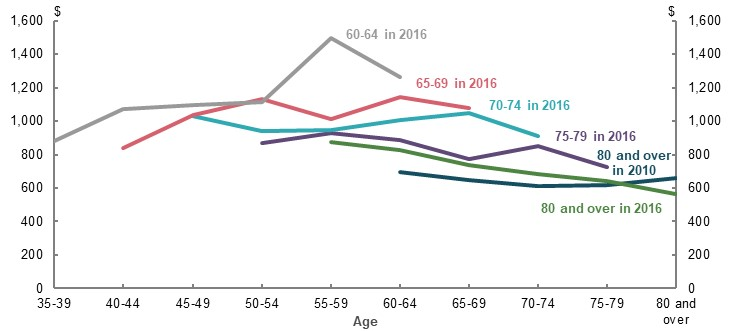 $
$
1,600
1,600
60-64 in 2016
1,400
1,400
1,200
1,200
65-69 in 2016
70-74 in 2016
1,000
1,000
75-79 in 2016
800
800
80 and over
in 2010
600
600
80 and over in 2016
400
400
200
200
0
0
35-39
40-44
45-49
50-54
55-59
60-64
65-69
70-74
75-79
80 and
over
Age